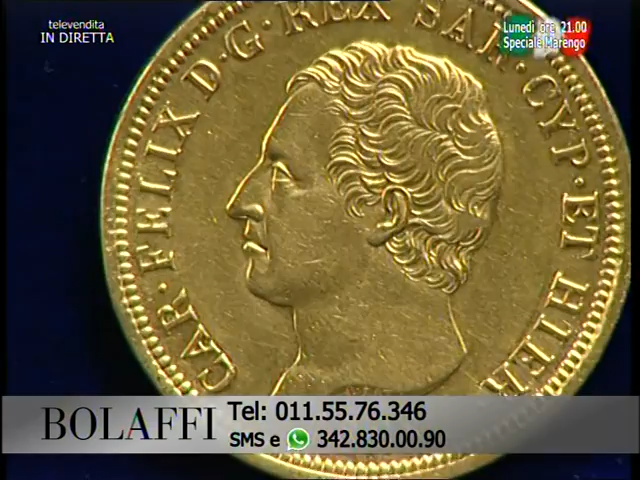 televendita
IN DIRETTA
Lunedi ore 21.00
Speciale Marengo
CAR·FELIX D·G·REX SAR·CYP·ET HIER
BOLAFFI
Tel: 011.55.76.346
SMS e 342.830.00.90